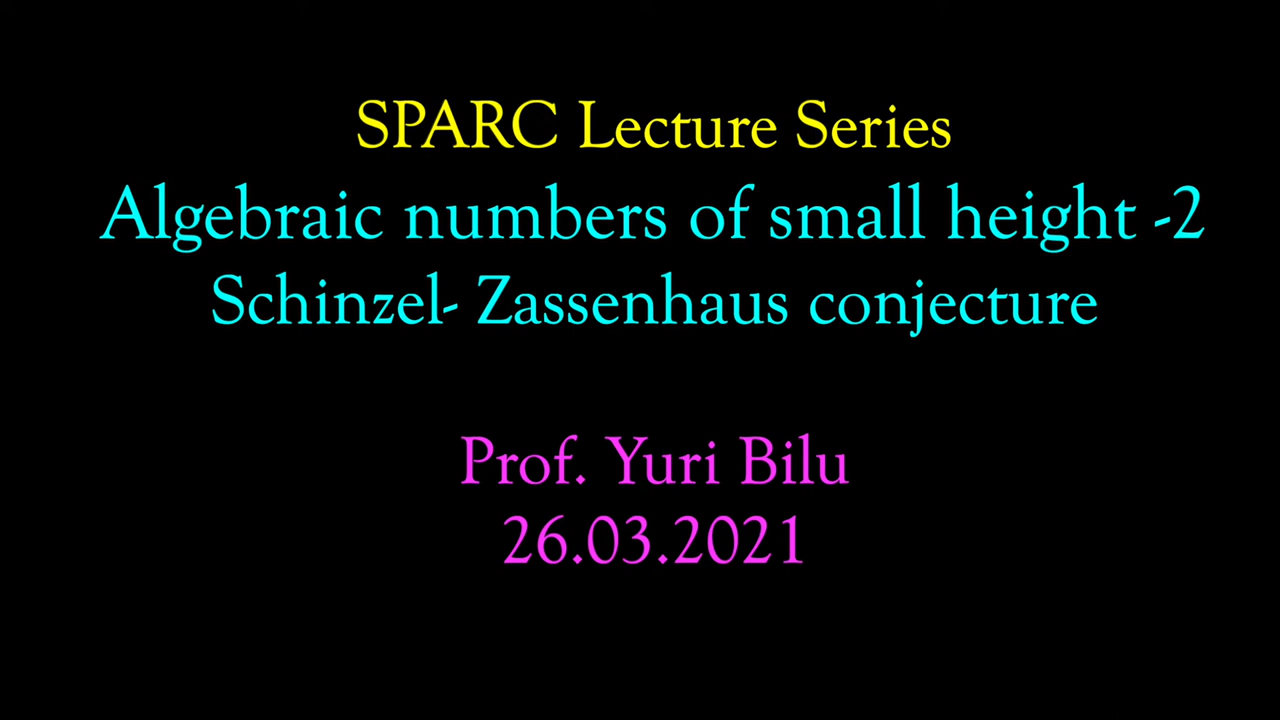 SPARC Lecture Series
Algebraic numbers of small height -2
Schinzel- Zassenhaus conjecture
Prof. Yuri Bilu
26.03.2021